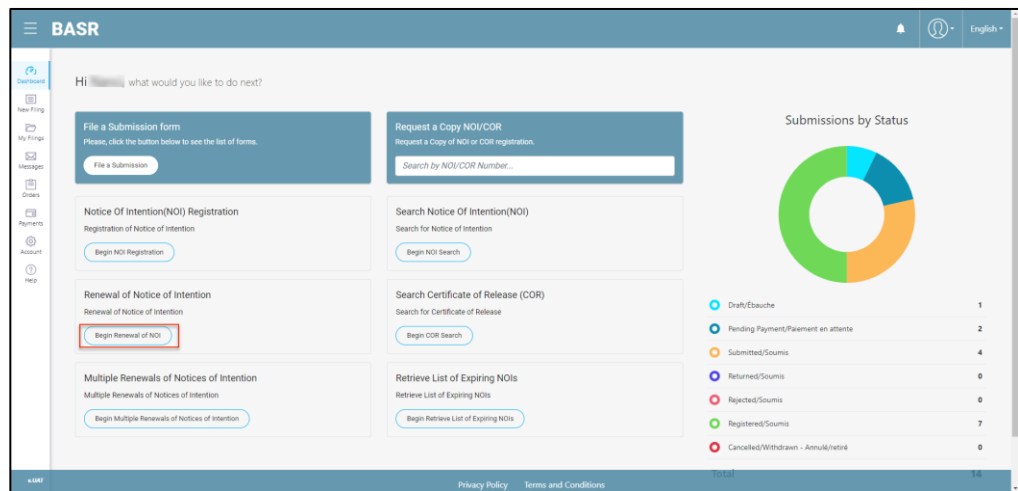 BASR
English
Dashboard
New Filing
My Filings
Messages
Orders
Payments
Account
Help
Hi
, what would you like to do next?
File a Submission form
Please, click the button below to see the list of forms.
File a Submission
Request a Copy NOI/COR
Request a Copy of NOI or COR registration.
Search by NOI/COR Number...
Notice Of Intention(NOI) Registration
Registration of Notice of Intention
Begin NOI Registration
Search Notice Of Intention(NOI)
Search for Notice of Intention
Begin NOI Search
Renewal of Notice of Intention
Renewal of Notice of Intention
Begin Renewal of NOI
Search Certificate of Release (COR)
Search for Certificate of Release
Begin COR Search
Multiple Renewals of Notices of Intention
Multiple Renewals of Notices of Intention
Begin Multiple Renewals of Notices of Intention
Retrieve List of Expiring NOIs
Retrieve List of Expiring NOIs
Begin Retrieve List of Expiring NOIs
Submissions by Status
Draft/Ébauche 1
Pending Payment/Paiement en attente 2
Submitted/Soumis 4
Returned/Soumis 0
Rejected/Soumis 0
Registered/Soumis 7
Cancelled/Withdrawn - Annulé/retiré 0
Total 14
v.UAT
Privacy Policy Terms and Conditions